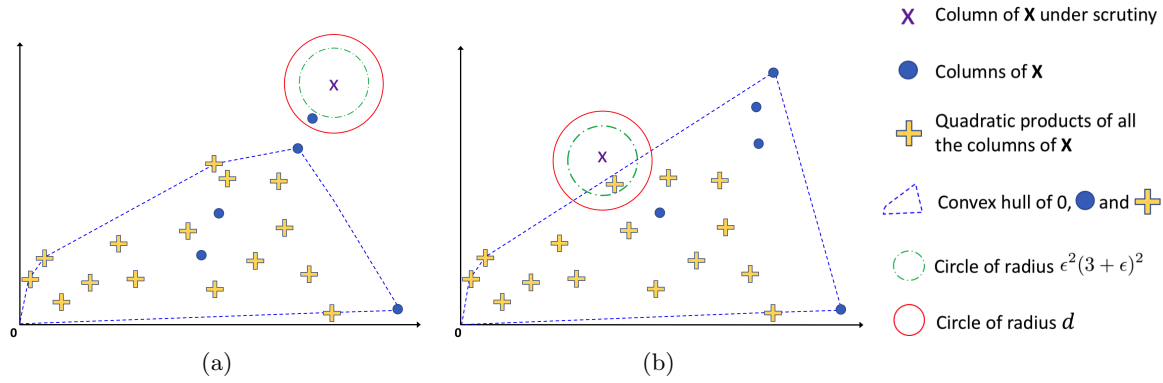 0
(a)
0
(b)
X Column of X under scrutiny
Columns of X
Quadratic products of all
the columns of X
Convex hull of 0, and
Circle of radius ϵ²(3 + ϵ)²
Circle of radius d
X
X